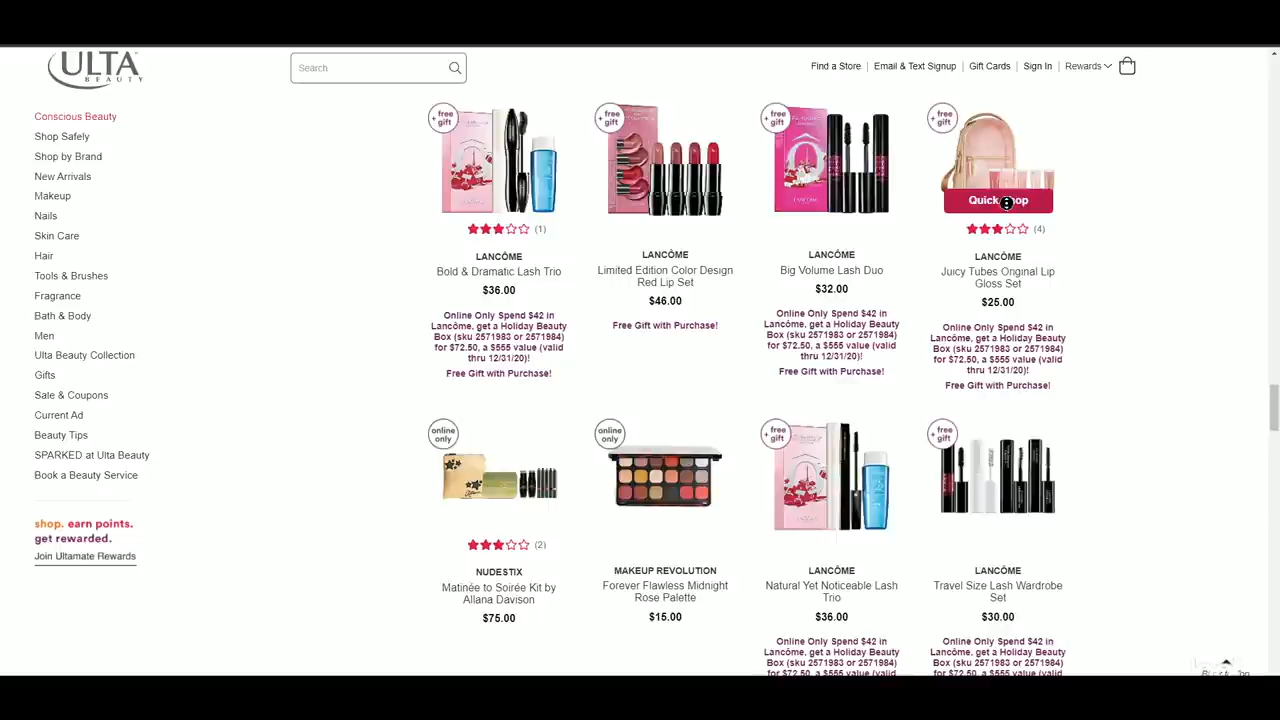 ULTA
BEAUTY
Search
Find a Store
Email & Text Signup
Gift Cards
Sign In
Rewards
Conscious Beauty
Shop Safely
Shop by Brand
New Arrivals
Makeup
Nails
Skin Care
Hair
Tools & Brushes
Fragrance
Bath & Body
Men
Ulta Beauty Collection
Gifts
Sale & Coupons
Current Ad
Beauty Tips
SPARKED at Ulta Beauty
Book a Beauty Service
shop. earn points.
get rewarded.
Join Ultamate Rewards
+ free
gift
(1)
LANCÔME
Bold & Dramatic Lash Trio
$36.00
Online Only Spend $42 in
Lancôme, get a Holiday Beauty
Box (sku 2571983 or 2571984)
for $72.50, a $555 value (valid
thru 12/31/20)!
Free Gift with Purchase!
+ free
gift
LANCÔME
Limited Edition Color Design
Red Lip Set
$46.00
Free Gift with Purchase!
+ free
gift
LANCÔME
Big Volume Lash Duo
$32.00
Online Only Spend $42 in
Lancôme, get a Holiday Beauty
Box (sku 2571983 or 2571984)
for $72.50, a $555 value (valid
thru 12/31/20)!
Free Gift with Purchase!
+ free
gift
Quick Shop
(4)
LANCÔME
Juicy Tubes Original Lip
Gloss Set
$25.00
Online Only Spend $42 in
Lancôme, get a Holiday Beauty
Box (sku 2571983 or 2571984)
for $72.50, a $555 value (valid
thru 12/31/20)!
Free Gift with Purchase!
online
only
(2)
NUDESTIX
Matinée to Soirée Kit by
Allana Davison
$75.00
online
only
MAKEUP REVOLUTION
Forever Flawless Midnight
Rose Palette
$15.00
+ free
gift
LANCÔME
Natural Yet Noticeable Lash
Trio
$36.00
Online Only Spend $42 in
Lancôme, get a Holiday Beauty
Box (sku 2571983 or 2571984)
for $72.50, a $555 value (valid
+ free
gift
LANCÔME
Travel Size Lash Wardrobe
Set
$30.00
Online Only Spend $42 in
Lancôme, get a Holiday Beauty
Box (sku 2571983 or 2571984)
for $72.50, a $555 value (valid